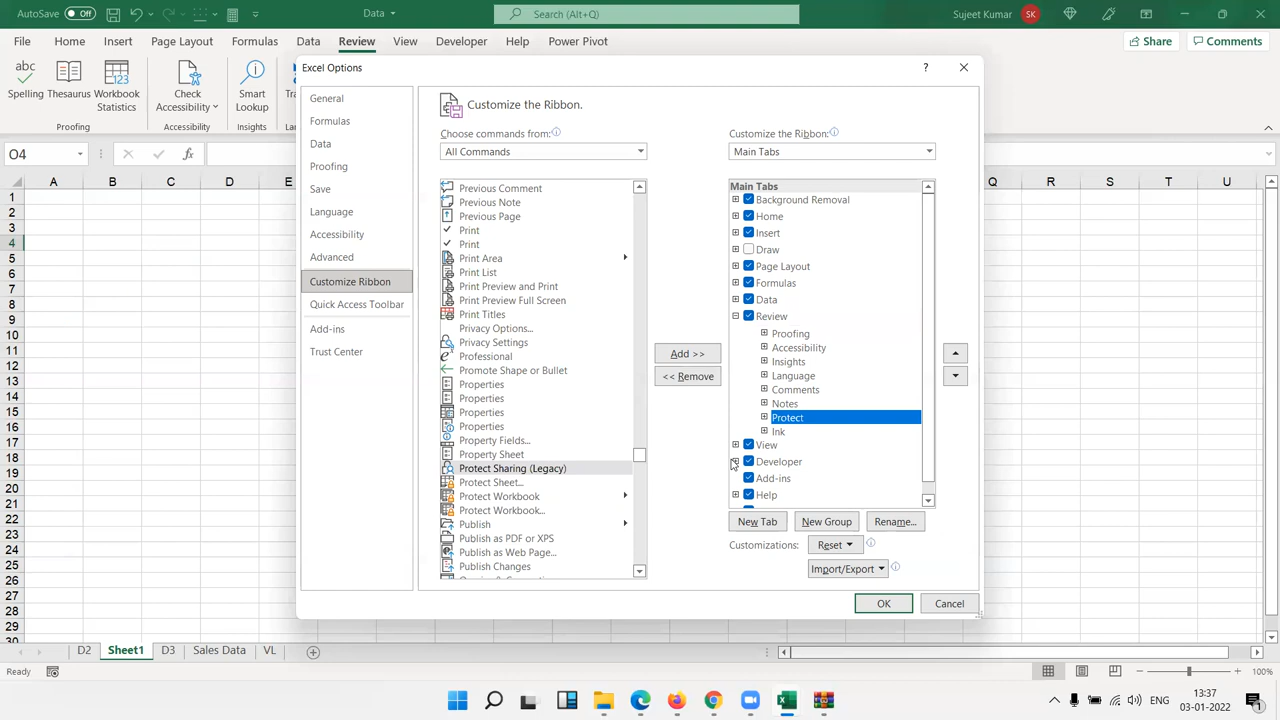 AutoSave Off
Data
Search (Alt+Q)
Sujeet Kumar SK
File Home Insert Page Layout Formulas Data Review View Developer Help Power Pivot
Share Comments
abc
Spelling Thesaurus Workbook Statistics
Check Accessibility
Smart Lookup
Proofing Accessibility Insights
O4
fx
A B C D E Q R S T U
1
2
3
4
5
6
7
8
9
10
11
12
13
14
15
16
17
18
19
20
21
22
23
24
25
26
27
28
29
30
Excel Options ?
General
Formulas
Data
Proofing
Save
Language
Accessibility
Advanced
Customize Ribbon
Quick Access Toolbar
Add-ins
Trust Center
Customize the Ribbon.
Choose commands from:
All Commands
Previous Comment
Previous Note
Previous Page
Print
Print
Print Area
Print List
Print Preview and Print
Print Preview Full Screen
Print Titles
Privacy Options...
Privacy Settings
Professional
Promote Shape or Bullet
Properties
Properties
Properties
Properties
Property Fields...
Property Sheet
Protect Sharing (Legacy)
Protect Sheet...
Protect Workbook
Protect Workbook...
Publish
Publish as PDF or XPS
Publish as Web Page...
Publish Changes
Add >>
<< Remove
Customize the Ribbon:
Main Tabs
Main Tabs
Background Removal
Home
Insert
Draw
Page Layout
Formulas
Data
Review
Proofing
Accessibility
Insights
Language
Comments
Notes
Protect
Ink
View
Developer
Add-ins
Help
New Tab New Group Rename...
Customizations: Reset
Import/Export
OK Cancel
D2 Sheet1 D3 Sales Data VL
Ready
100%
ENG
13:37
03-01-2022
1